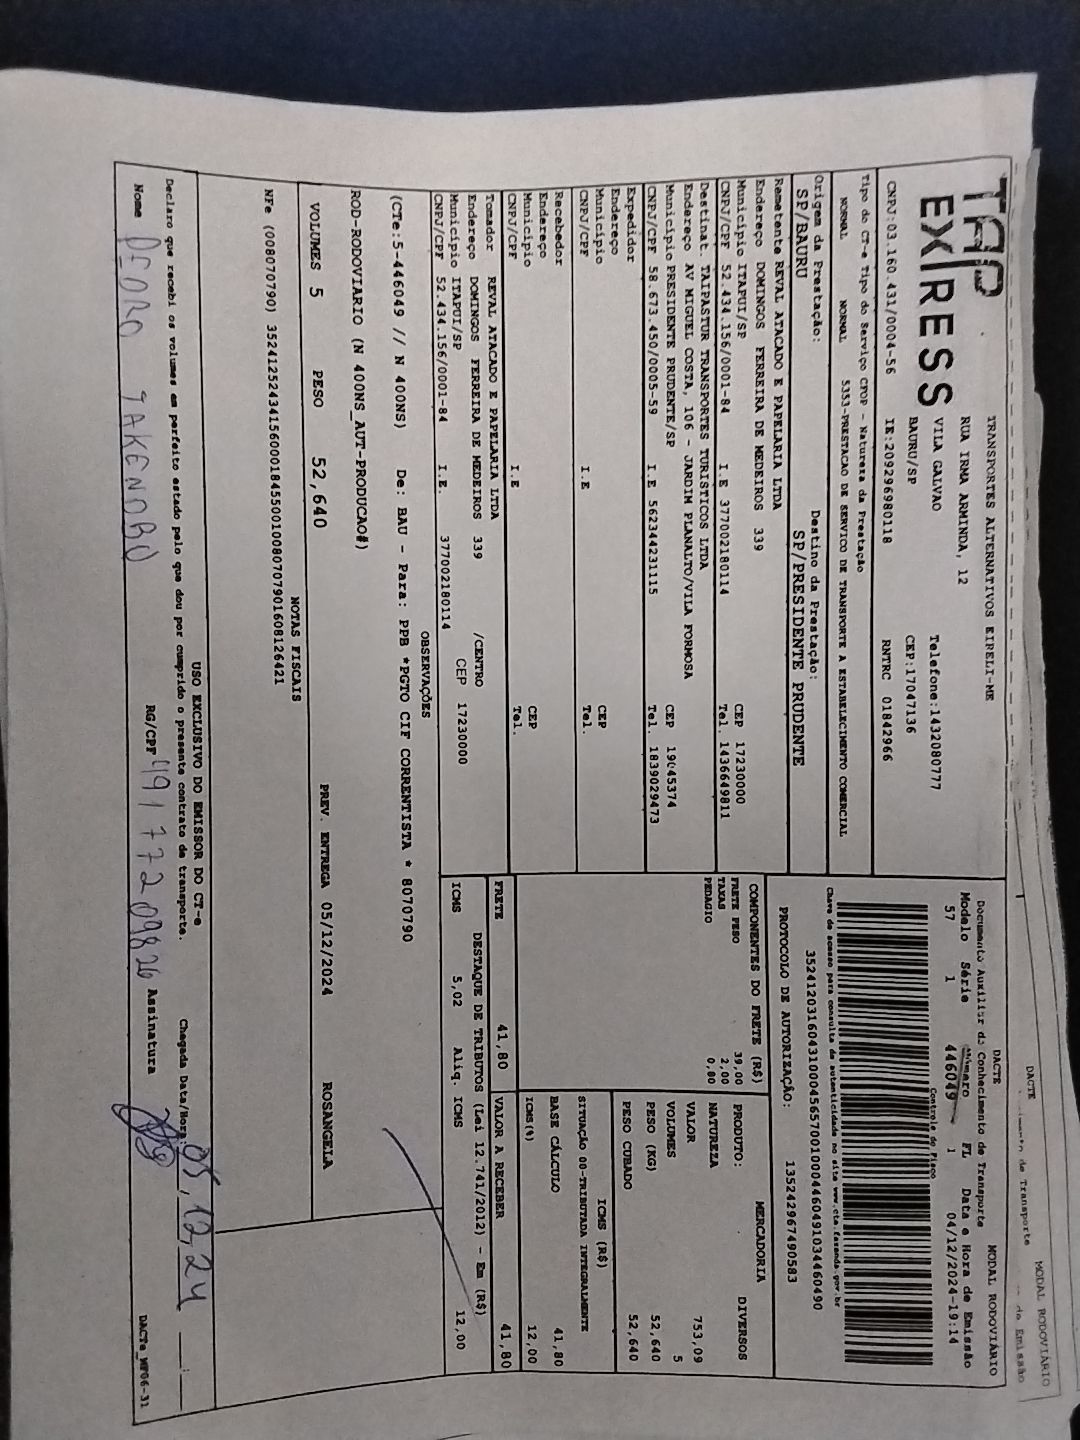 DACTE MODAL RODOVIÁRIO
TAP EXPRESS
TRANSPORTES ALTERNATIVOS EIRELI-ME
RUA IRMA ARMINDA, 12
VILA GALVAO Telefone:1432080777
BAURU/SP CEP:17047136
CNPJ:03.160.431/0004-56 IE:209296980118 RNTRC 01842966
DACTE MODAL RODOVIÁRIO
Documento Auxiliar do Conhecimento de Transporte
Modelo Série Número FL Data e Hora de Emissão
57 1 446049 1 04/12/2024-19:14
Controle do Fisco
Chave de acesso para consulta de autenticidade no site www.cte.fazenda.gov.br
35241203160431000456570010004460491034460490
PROTOCOLO DE AUTORIZAÇÃO: 135242967490583
Tipo do CT-e Tipo do Serviço CFOP - Natureza da Prestação
NORMAL NORMAL 5353-PRESTACAO DE SERVICO DE TRANSPORTE A ESTABELECIMENTO COMERCIAL
Origem da Prestação: Destino da Prestação:
SP/BAURU SP/PRESIDENTE PRUDENTE
Remetente REVAL ATACADO E PAPELARIA LTDA
Endereço DOMINGOS FERREIRA DE MEDEIROS 339
Município ITAPUI/SP CEP 17230000
CNPJ/CPF 52.434.156/0001-84 I.E 377002180114 Tel. 1436649811
Destinat. TAIPASTUR TRANSPORTES TURISTICOS LTDA
Endereço AV MIGUEL COSTA, 106 - JARDIM PLANALTO/VILA FORMOSA
Município PRESIDENTE PRUDENTE/SP CEP 19045374
CNPJ/CPF 58.673.450/0005-59 I.E 562344231115 Tel. 1839029473
Expedidor
Endereço
Município CEP
CNPJ/CPF I.E Tel.
Recebedor
Endereço
Município CEP
CNPJ/CPF I.E Tel.
Tomador REVAL ATACADO E PAPELARIA LTDA
Endereço DOMINGOS FERREIRA DE MEDEIROS 339 /CENTRO
Município ITAPUI/SP CEP 17230000
CNPJ/CPF 52.434.156/0001-84 I.E. 377002180114
COMPONENTES DO FRETE (R$)
FRETE PESO 39,00
TAXAS 2,00
PEDAGIO 0,80
FRETE 41,80
MERCADORIA
PRODUTO: DIVERSOS
NATUREZA
VALOR 753,09
VOLUMES 5
PESO (KG) 52,640
PESO CUBADO 52,640
ICMS (R$)
SITUAÇÃO 00-TRIBUTADA INTEGRALMENTE
BASE CÁLCULO 41,80
ICMS(%) 12,00
VALOR A RECEBER 41,80
DESTAQUE DE TRIBUTOS (Lei 12.741/2012) - Em (R$)
ICMS 5,02 Alíq. ICMS 12,00
OBSERVAÇÕES
(CTe:5-446049 // N 400NS) De: BAU - Para: PPB *PGTO CIF CORRENTISTA * 8070790
ROD-RODOVIARIO (N 400NS_AUT-PRODUCAO#)
VOLUMES 5 PESO 52,640 PREV. ENTREGA 05/12/2024 ROSANGELA
NOTAS FISCAIS
NFe (008070790) 35241252434156000184550010080707901608126421
USO EXCLUSIVO DO EMISSOR DO CT-e
Declaro que recebi os volumes em perfeito estado pelo que dou por cumprido o presente contrato de transporte. Chegada Data/Hora: 05,12,24
Nome PEDRO TAKENOBU RG/CPF 49177209826 Assinatura
DACTe_MP06-31